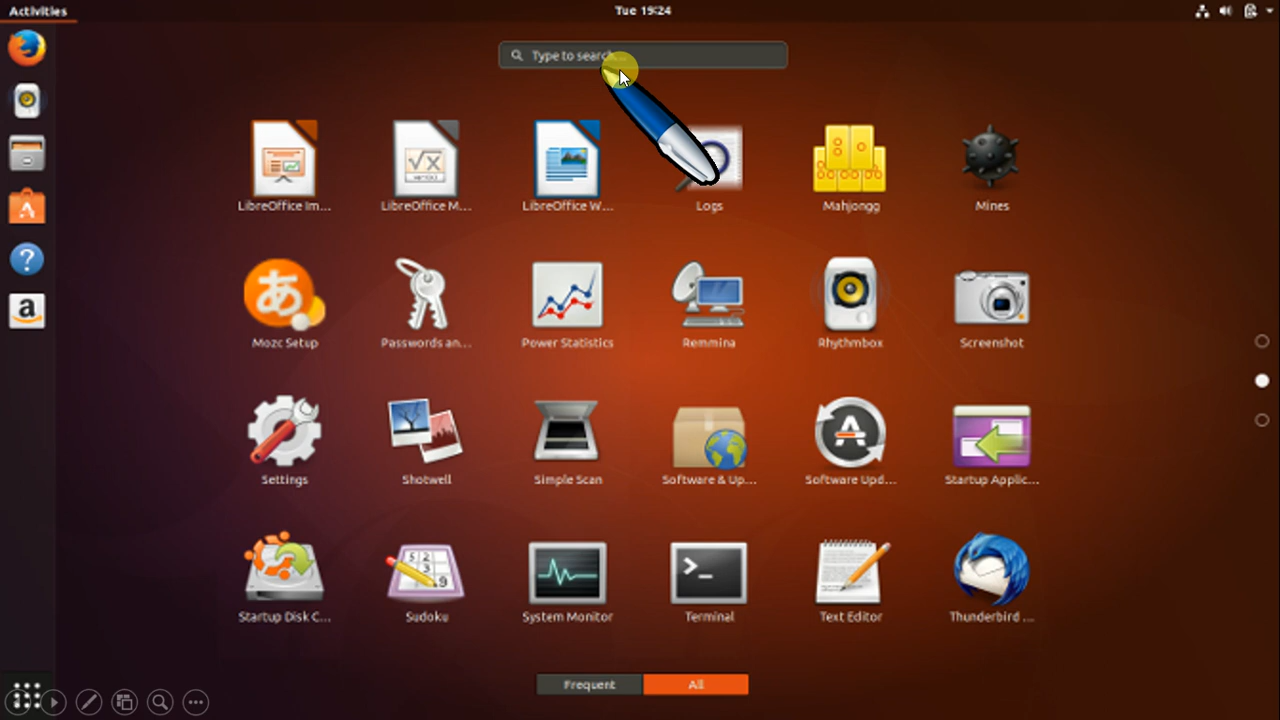 Activities
Tue 19:24
Type to search...
LibreOffice Im...
LibreOffice M...
LibreOffice W...
Logs
Mahjongg
Mines
あ
Mozc Setup
Passwords an...
Power Statistics
Remmina
Rhythmbox
Screenshot
Settings
Shotwell
Simple Scan
Software & Up...
Software Upd...
Startup Applic...
Startup Disk C...
Sudoku
System Monitor
Terminal
Text Editor
Thunderbird ...
Frequent
All